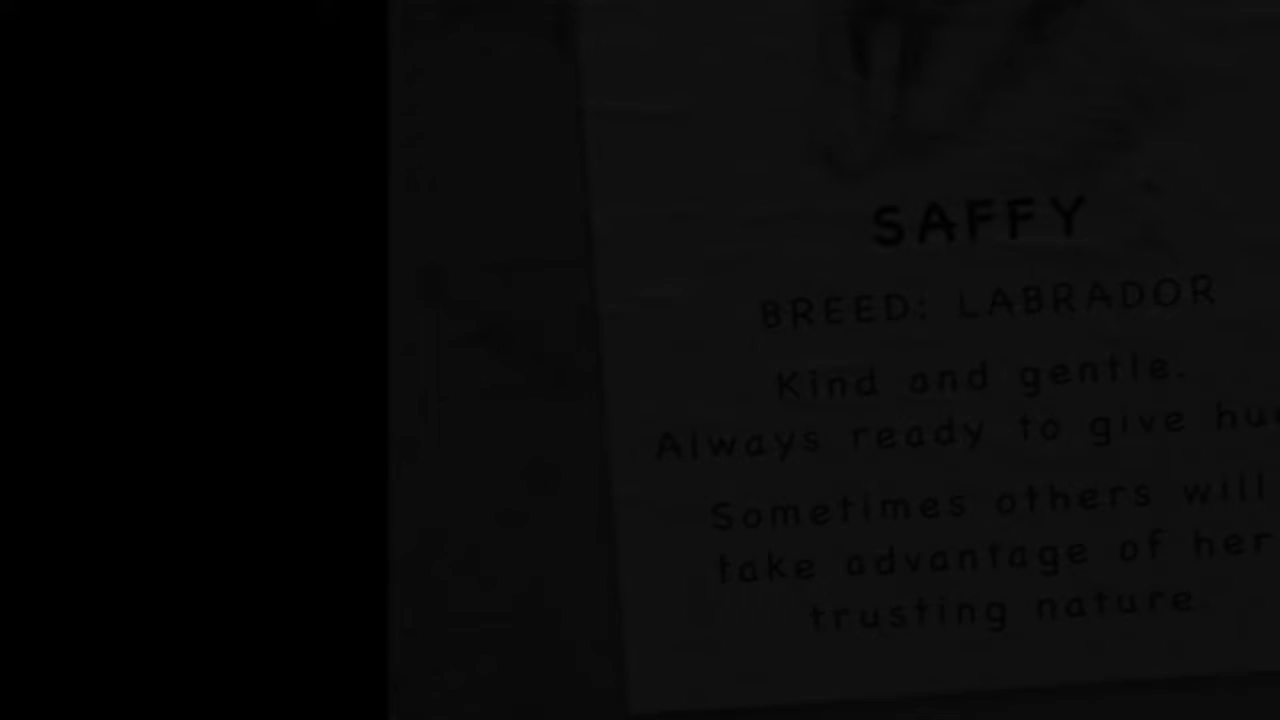 SAFFY
BREED: LABRADOR
Kind and gentle.
Always ready to give
Sometimes others will
take advantage of her
trusting nature.